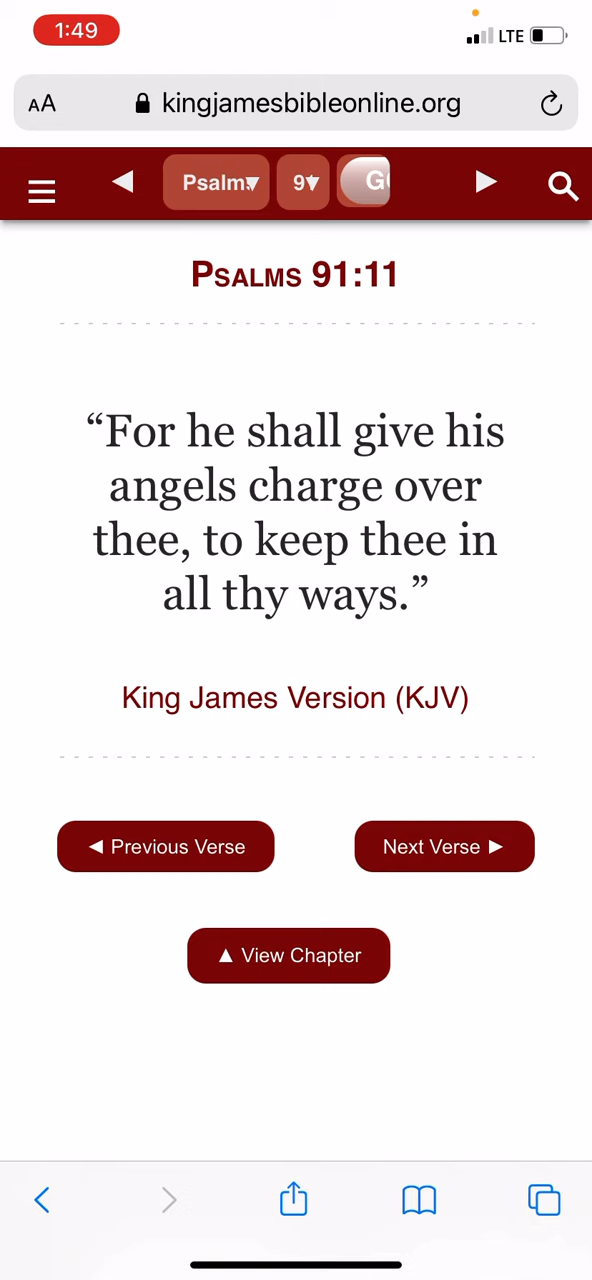 1:49
LTE
AA
kingjamesbibleonline.org
Psalm
9
G
PSALMS 91:11
“For he shall give his
angels charge over
thee, to keep thee in
all thy ways.”
King James Version (KJV)
◄ Previous Verse
Next Verse ►
▲ View Chapter